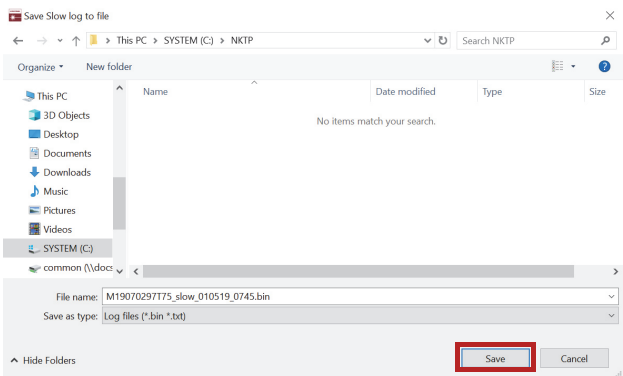 Save Slow log to file
This PC > SYSTEM (C:) > NKTP
Search NKTP
Organize
New folder
This PC
3D Objects
Desktop
Documents
Downloads
Music
Pictures
Videos
SYSTEM (C:)
common (\\docs
Name Date modified Type Size
No items match your search.
File name: M19070297T75_slow_010519_0745.bin
Save as type: Log files (*.bin *.txt)
Hide Folders
Save
Cancel